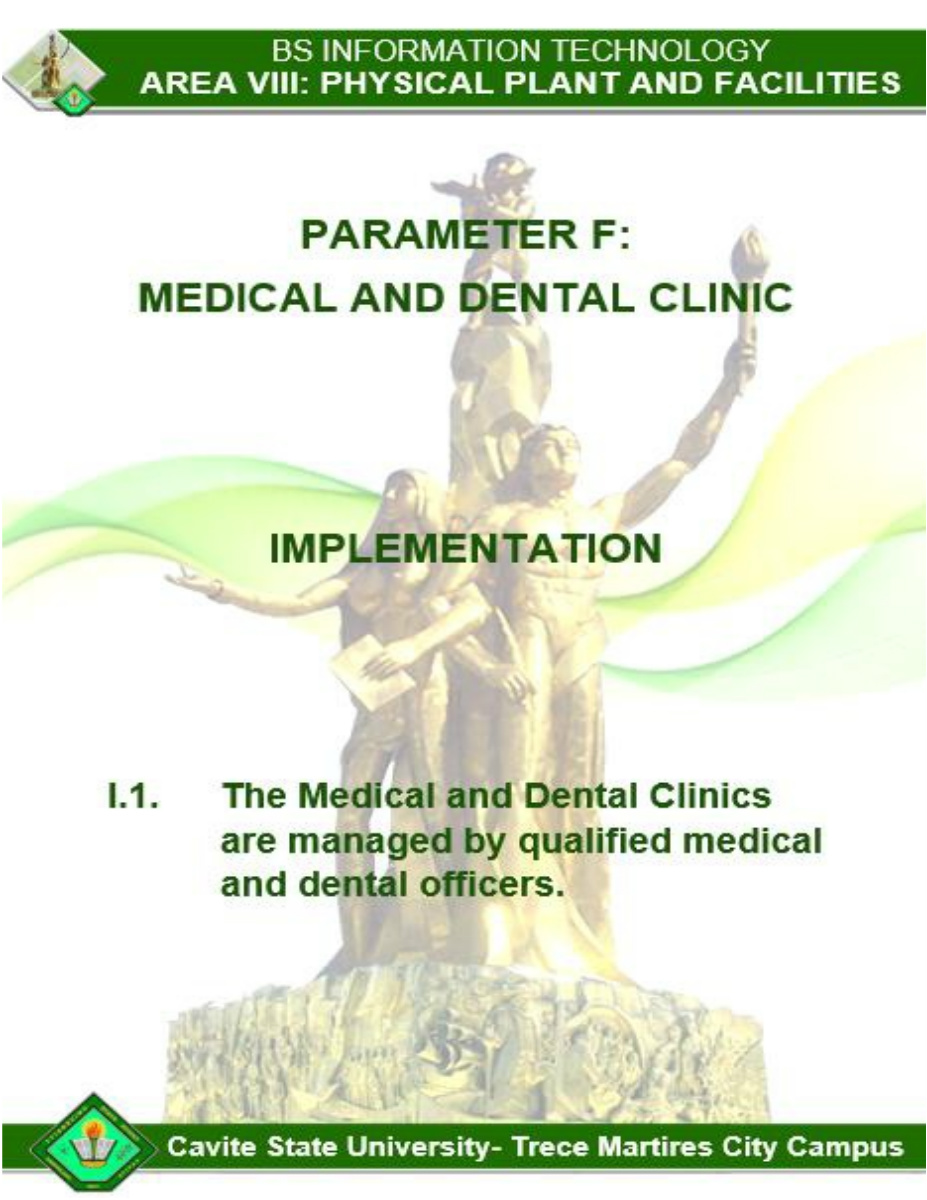 BS INFORMATION TECHNOLOGY
AREA VIII: PHYSICAL PLANT AND FACILITIES
PARAMETER F:
MEDICAL AND DENTAL CLINIC
IMPLEMENTATION
I.1. The Medical and Dental Clinics
are managed by qualified medical
and dental officers.
Cavite State University- Trece Martires City Campus